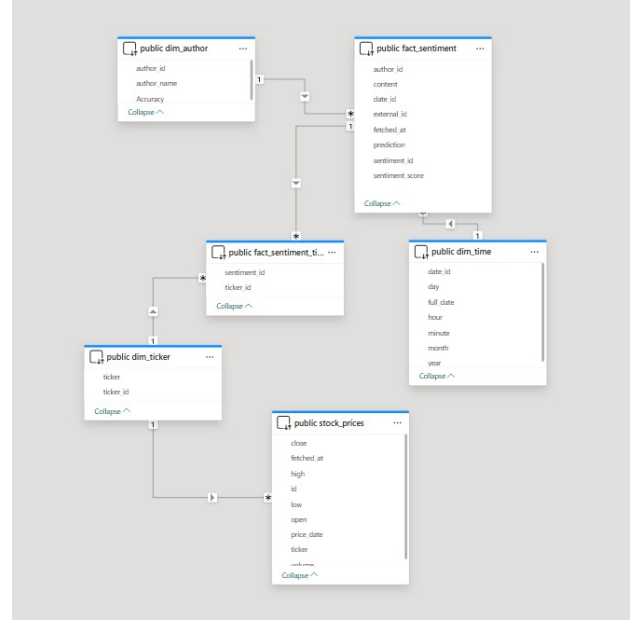 public dim_author ...
author_id
author_name
Accuracy
Collapse
public fact_sentiment ...
author_id
content
date_id
external_id
fetched_at
prediction
sentiment_id
sentiment_score
Collapse
1
*
1
*
1
public fact_sentiment_ti... ...
sentiment_id
ticker_id
Collapse
*
public dim_time ...
date_id
day
full_date
hour
minute
month
year
Collapse
1
public dim_ticker ...
ticker
ticker_id
Collapse
1
*
public stock_prices ...
close
fetched_at
high
id
low
open
price_date
ticker
volume
Collapse